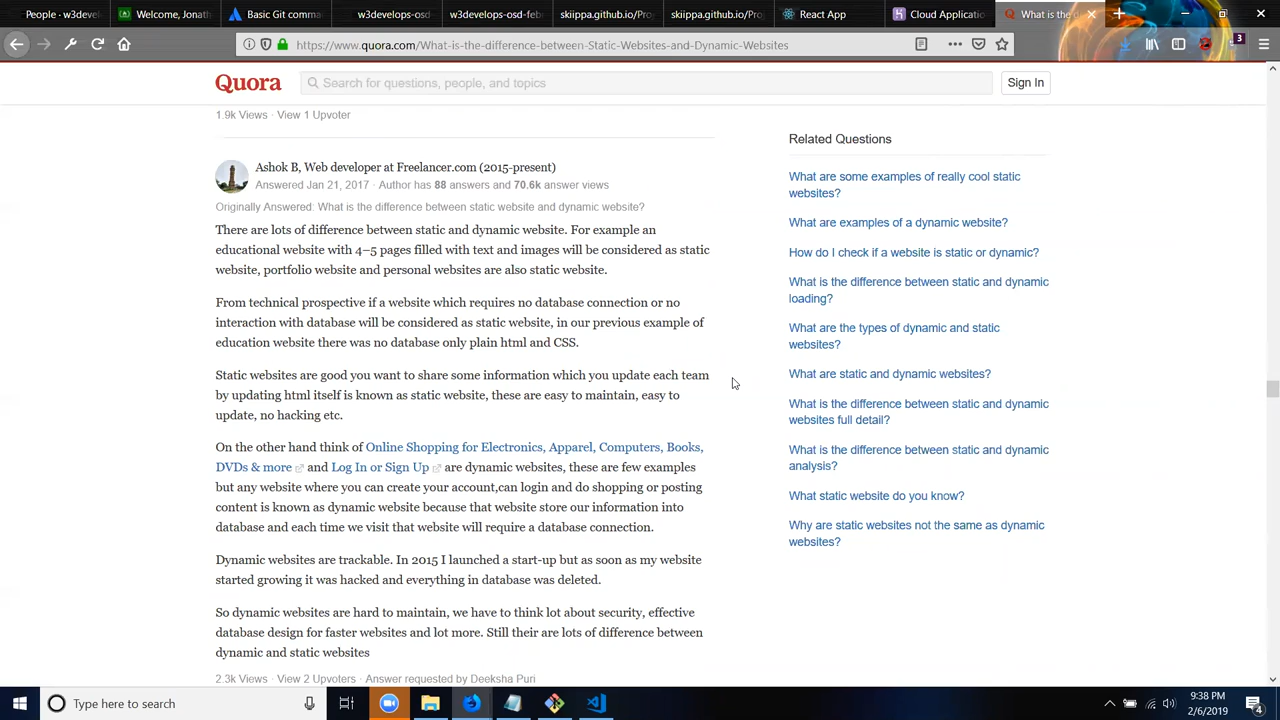 People - W3develop
Welcome, Jonat
Basic Git comma
w3develops-osd
w3develops-osd-feb
skiippa.github.io/Pro
skiippa.github.io/Pro
React App
Cloud Applicatio
What is the d
https://www.quora.com/What-is-the-difference-between-Static-Websites-and-Dynamic-Websites
3
Quora
Search for questions, people, and topics
Sign In
1.9k Views · View 1 Upvoter
Ashok B, Web developer at Freelancer.com (2015-present)
Answered Jan 21, 2017 · Author has 88 answers and 70.6k answer views
Originally Answered: What is the difference between static website and dynamic website?
There are lots of difference between static and dynamic website. For example an
educational website with 4–5 pages filled with text and images will be considered as static
website, portfolio website and personal websites are also static website.
From technical prospective if a website which requires no database connection or no
interaction with database will be considered as static website, in our previous example of
education website there was no database only plain html and CSS.
Static websites are good you want to share some information which you update each team
by updating html itself is known as static website, these are easy to maintain, easy to
update, no hacking etc.
On the other hand think of Online Shopping for Electronics, Apparel, Computers, Books,
DVDs & more and Log In or Sign Up are dynamic websites, these are few examples
but any website where you can create your account,can login and do shopping or posting
content is known as dynamic website because that website store our information into
database and each time we visit that website will require a database connection.
Dynamic websites are trackable. In 2015 I launched a start-up but as soon as my website
started growing it was hacked and everything in database was deleted.
So dynamic websites are hard to maintain, we have to think lot about security, effective
database design for faster websites and lot more. Still their are lots of difference between
dynamic and static websites
2.3k Views · View 2 Upvoters · Answer requested by Deeksha Puri
Related Questions
What are some examples of really cool static
websites?
What are examples of a dynamic website?
How do I check if a website is static or dynamic?
What is the difference between static and dynamic
loading?
What are the types of dynamic and static
websites?
What are static and dynamic websites?
What is the difference between static and dynamic
websites full detail?
What is the difference between static and dynamic
analysis?
What static website do you know?
Why are static websites not the same as dynamic
websites?
Type here to search
9:38 PM
2/6/2019
4